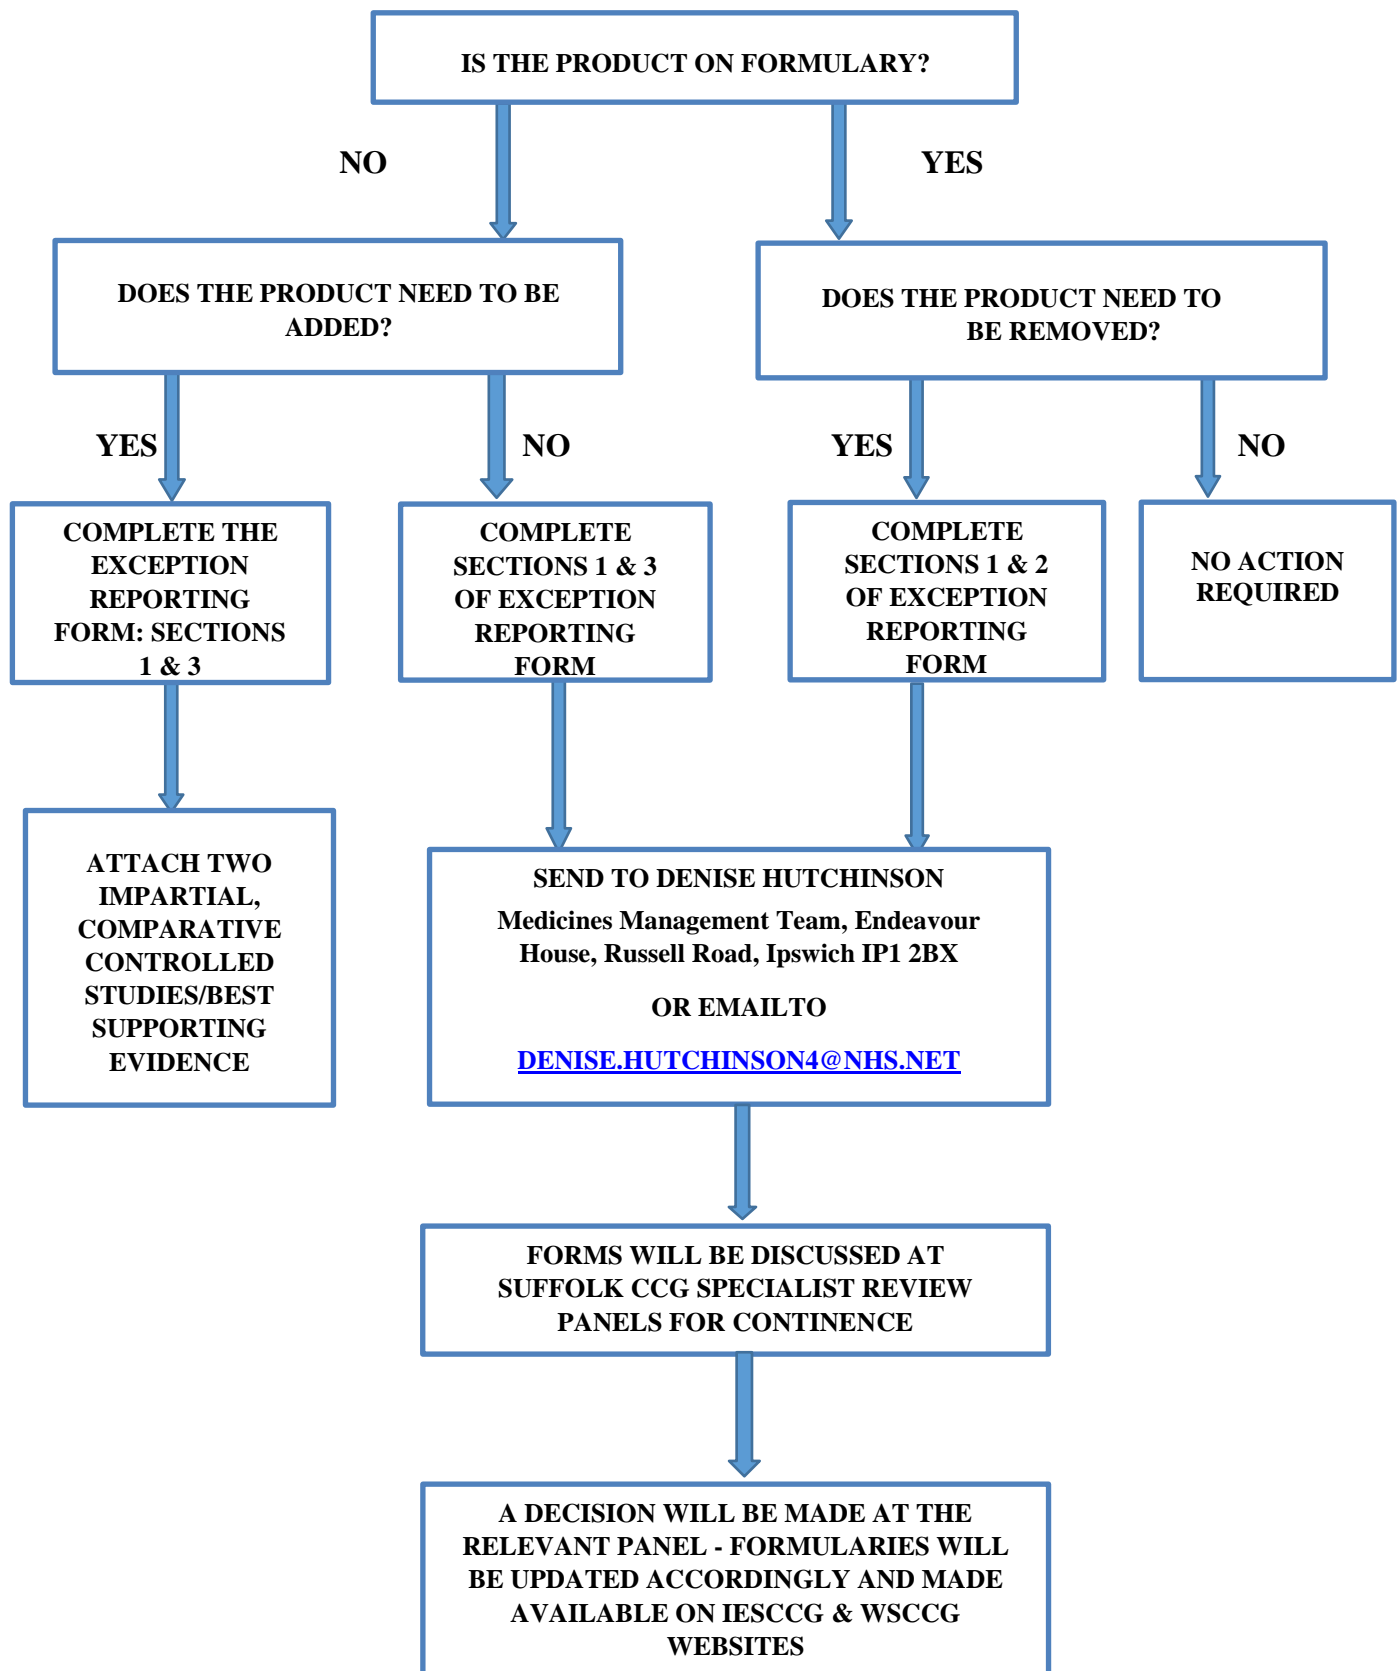 IS THE PRODUCT ON FORMULARY?
NO
YES
DOES THE PRODUCT NEED TO BE
ADDED?
DOES THE PRODUCT NEED TO
BE REMOVED?
YES
NO
YES
NO
COMPLETE THE
EXCEPTION
REPORTING
FORM: SECTIONS
1 & 3
COMPLETE
SECTIONS 1 & 3
OF EXCEPTION
REPORTING
FORM
COMPLETE
SECTIONS 1 & 2
OF EXCEPTION
REPORTING
FORM
NO ACTION
REQUIRED
ATTACH TWO
IMPARTIAL,
COMPARATIVE
CONTROLLED
STUDIES/BEST
SUPPORTING
EVIDENCE
SEND TO DENISE HUTCHINSON
Medicines Management Team, Endeavour
House, Russell Road, Ipswich IP1 2BX
OR EMAILTO
DENISE.HUTCHINSON4@NHS.NET
FORMS WILL BE DISCUSSED AT
SUFFOLK CCG SPECIALIST REVIEW
PANELS FOR CONTINENCE
A DECISION WILL BE MADE AT THE
RELEVANT PANEL - FORMULARIES WILL
BE UPDATED ACCORDINGLY AND MADE
AVAILABLE ON IESCCG & WSCCG
WEBSITES